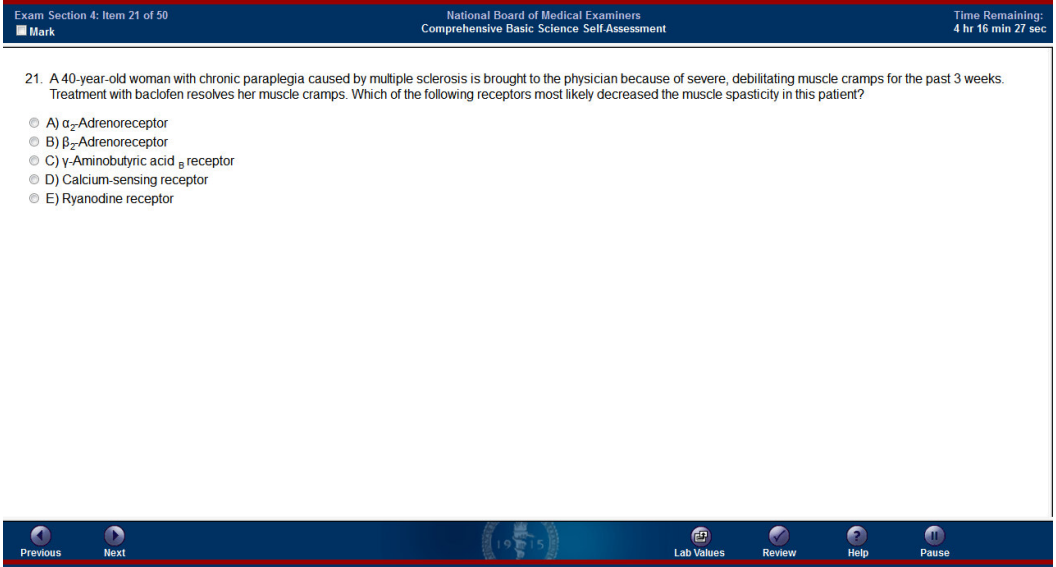 Exam Section 4: Item 21 of 50
National Board of Medical Examiners
Time Remaining:
Mark
Comprehensive Basic Science Self-Assessment
4 hr 16 min 27 sec
21. A 40-year-old woman with chronic paraplegia caused by multiple sclerosis is brought to the physician because of severe, debilitating muscle cramps for the past 3 weeks.
Treatment with baclofen resolves her muscle cramps. Which of the following receptors most likely decreased the muscle spasticity in this patient?
A) α₂-Adrenoreceptor
B) β₂-Adrenoreceptor
C) γ-Aminobutyric acid B receptor
D) Calcium-sensing receptor
E) Ryanodine receptor
19 15
Previous
Next
Lab Values
Review
Help
Pause